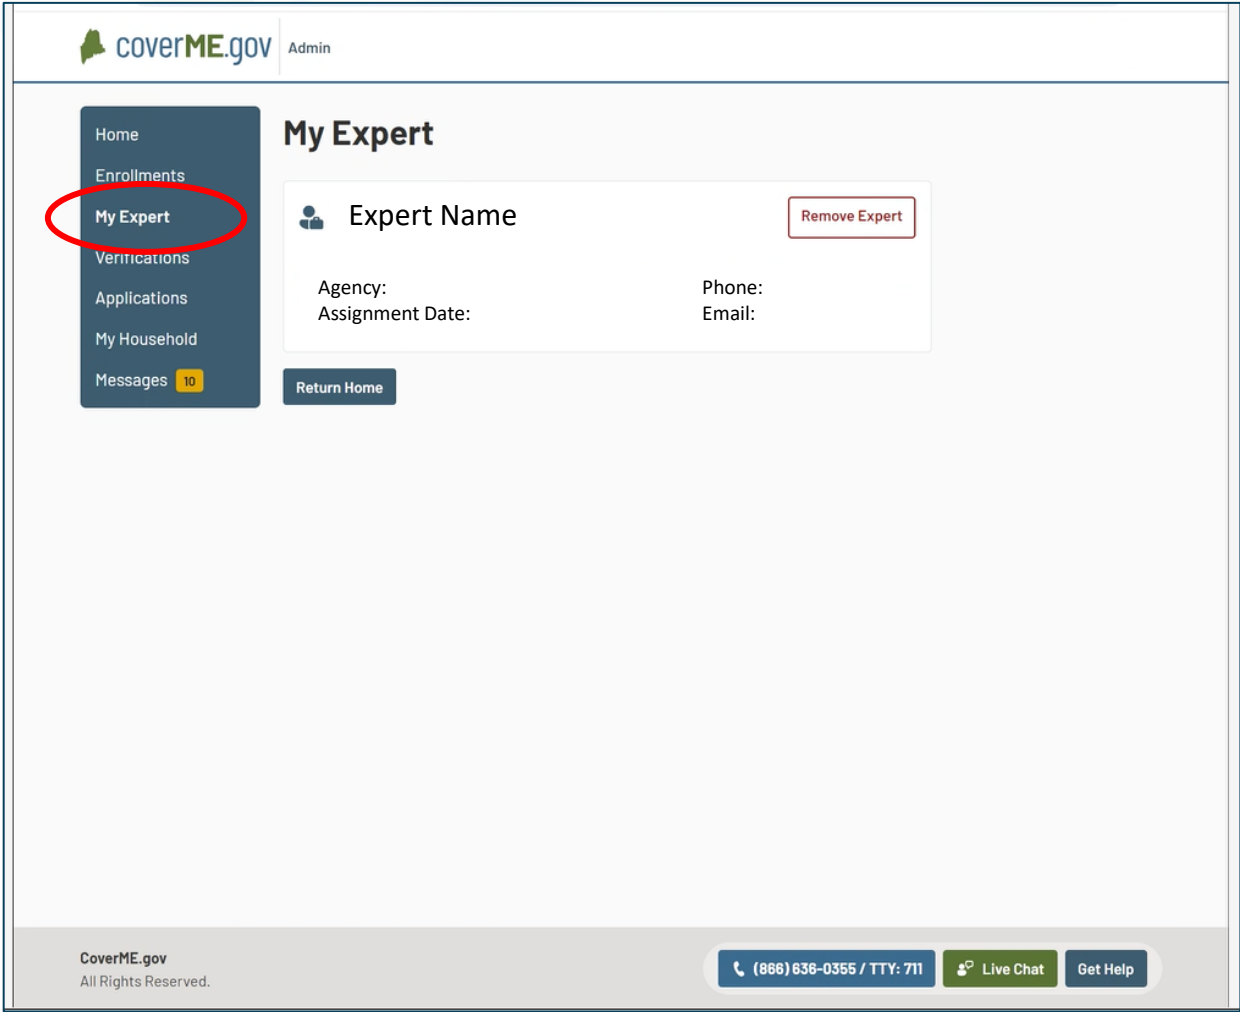 coverME.gov Admin
Home
Enrollments
My Expert
Verifications
Applications
My Household
Messages 10
My Expert
Expert Name
Remove Expert
Agency:
Assignment Date:
Phone:
Email:
Return Home
CoverME.gov
All Rights Reserved.
(866) 636-0355 / TTY: 711
Live Chat
Get Help